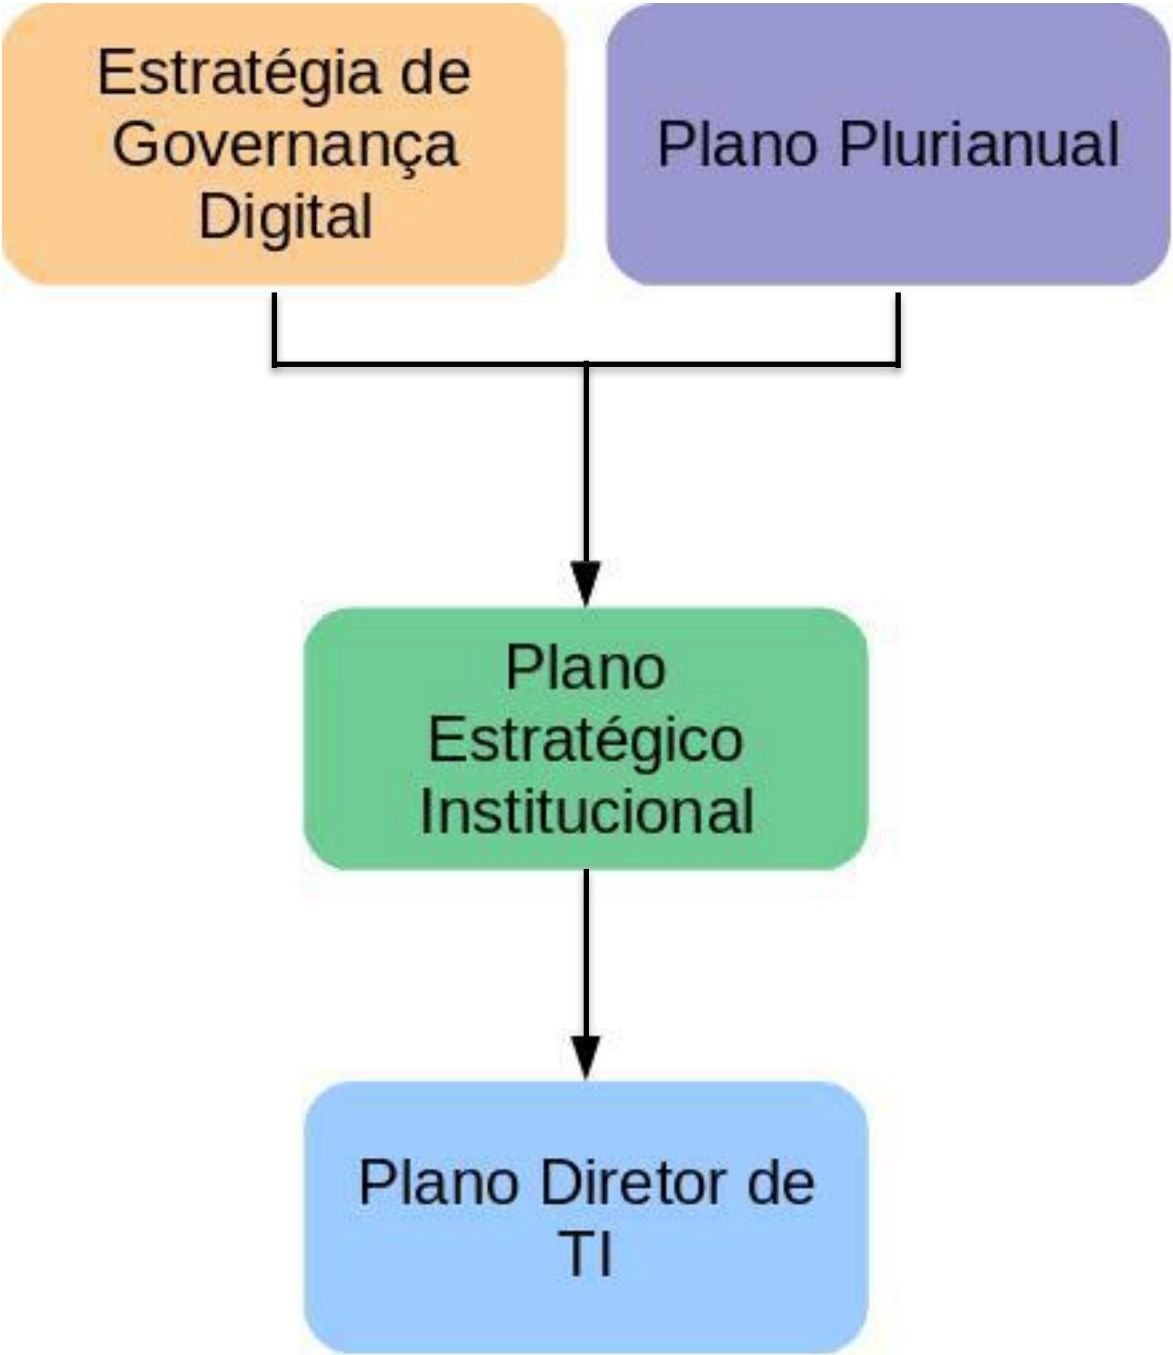 Estratégia de
Governança
Digital
Plano Plurianual
Plano
Estratégico
Institucional
Plano Diretor de
TI